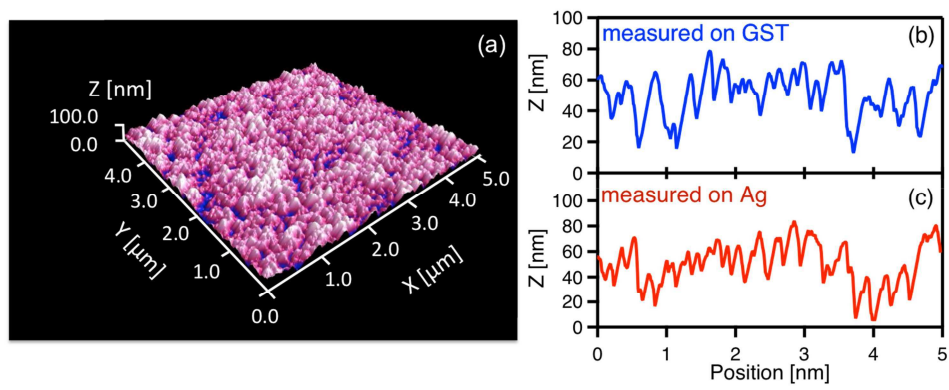 (a)
Z [nm]
100.0
0.0
4.0
3.0
2.0
1.0
0.0
Y [μm]
5.0
4.0
3.0
2.0
1.0
X [μm]
(b)
measured on GST
100
80
60
40
20
0
Z [nm]
(c)
measured on Ag
80
60
40
20
0
Z [nm]
0 1 2 3 4 5
Position [nm]